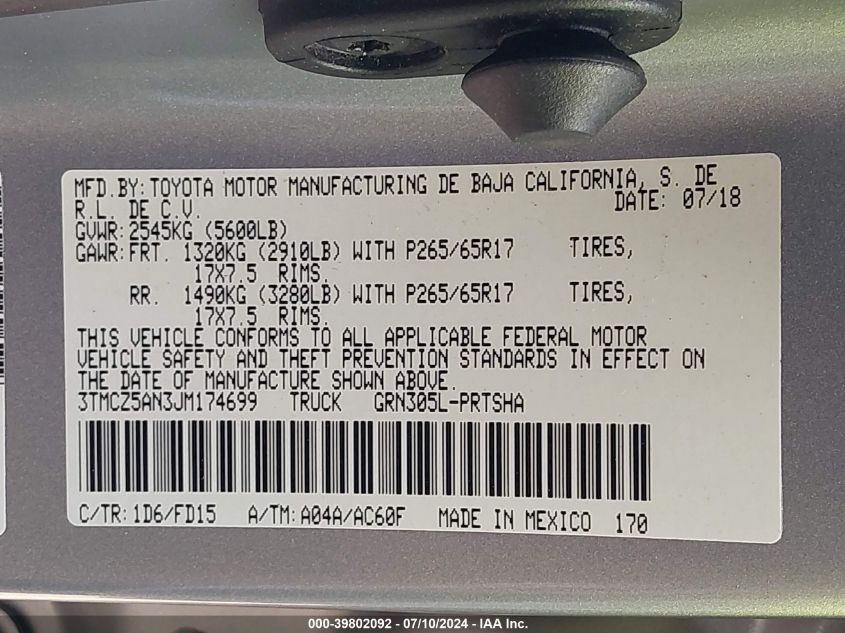 MFD.BY: TOYOTA MOTOR MANUFACTURING DE BAJA CALIFORNIA, S. DE
R.L. DE C.V. DATE: 07/18
GVWR: 2545KG (5600LB)
GAWR: FRT. 1320KG (2910LB) WITH P265/65R17 TIRES,
17X7.5 RIMS.
RR. 1490KG (3280LB) WITH P265/65R17 TIRES,
17X7.5 RIMS.
THIS VEHICLE CONFORMS TO ALL APPLICABLE FEDERAL MOTOR
VEHICLE SAFETY AND THEFT PREVENTION STANDARDS IN EFFECT ON
THE DATE OF MANUFACTURE SHOWN ABOVE.
3TMCZ5AN3JM174699 TRUCK GRN305L-PRTSHA
C/TR: 1D6/FD15 A/TM: A04A/AC60F MADE IN MEXICO 170
000-39802092 - 07/10/2024 - IAA Inc.